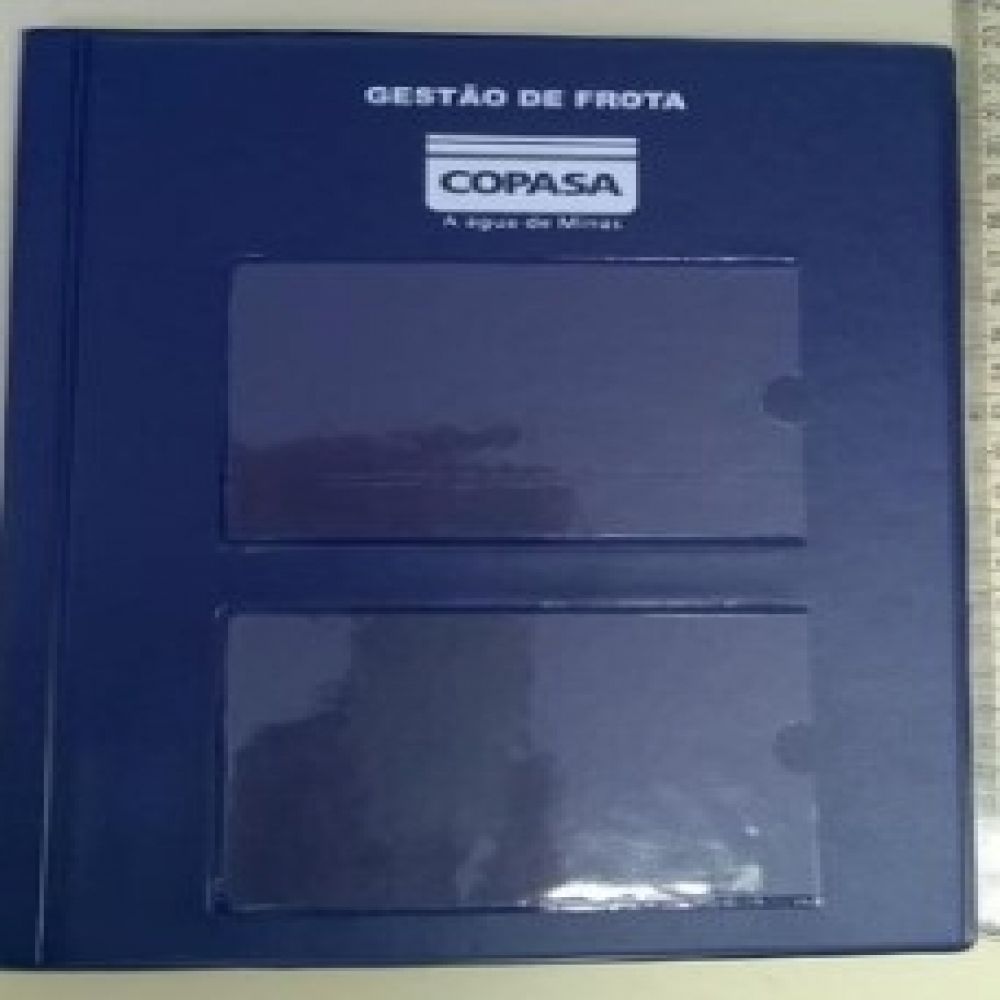 GESTÃO DE FROTA
COPASA
A água de Minas